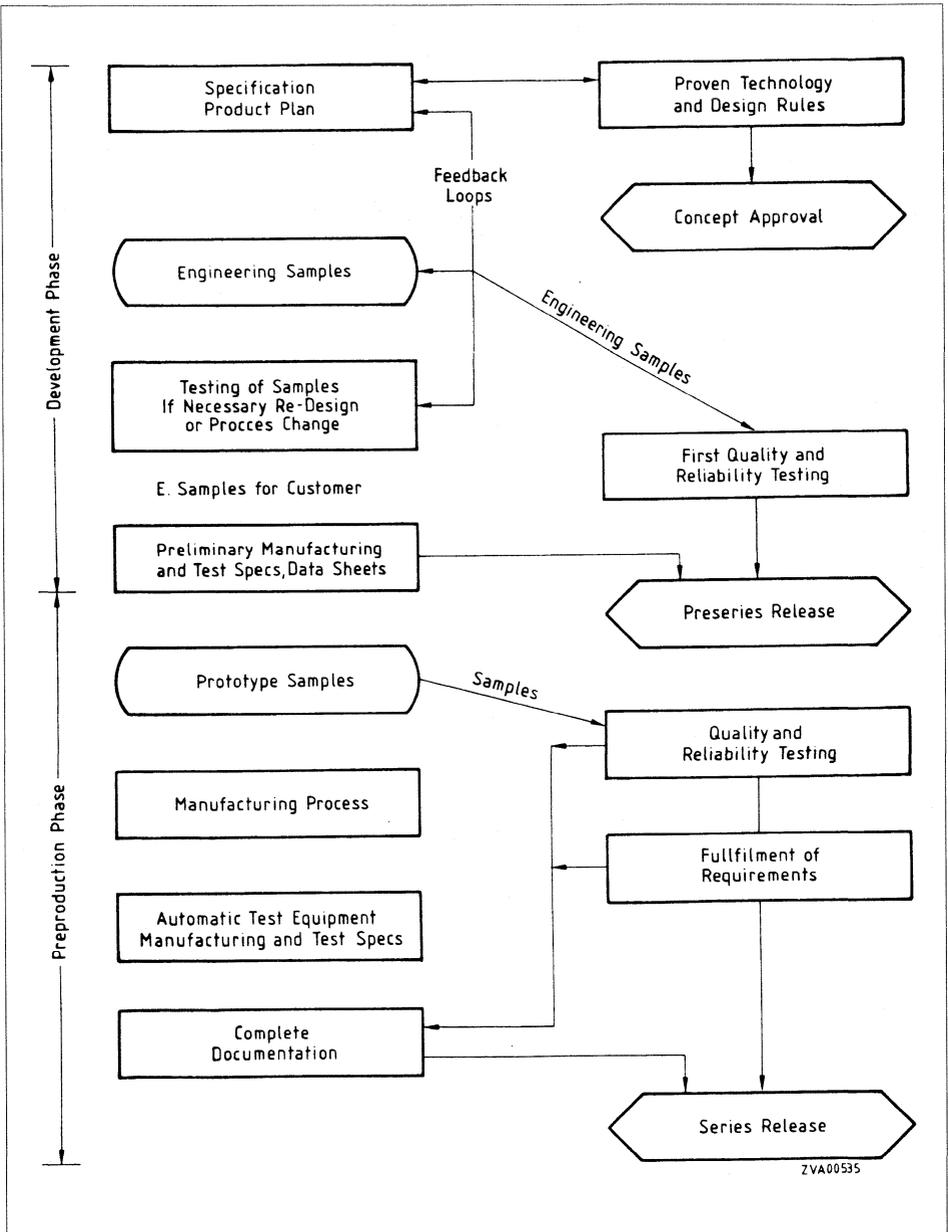 Specification
Product Plan
Proven Technology
and Design Rules
Feedback
Loops
Concept Approval
Development Phase
Engineering Samples
Engineering Samples
Testing of Samples
If Necessary Re-Design
or Procces Change
First Quality and
Reliability Testing
E. Samples for Customer
Preliminary Manufacturing
and Test Specs, Data Sheets
Preseries Release
Preproduction Phase
Prototype Samples
Samples
Quality and
Reliability Testing
Manufacturing Process
Fullfilment of
Requirements
Automatic Test Equipment
Manufacturing and Test Specs
Complete
Documentation
Series Release
ZVA00535